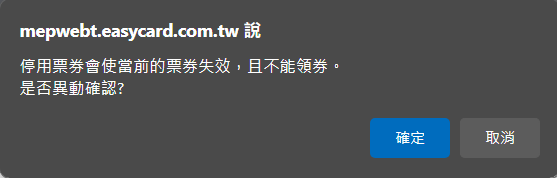 mepwebt.easycard.com.tw 說
停用票券會使當前的票券失效，且不能領券。
是否異動確認?
確定
取消